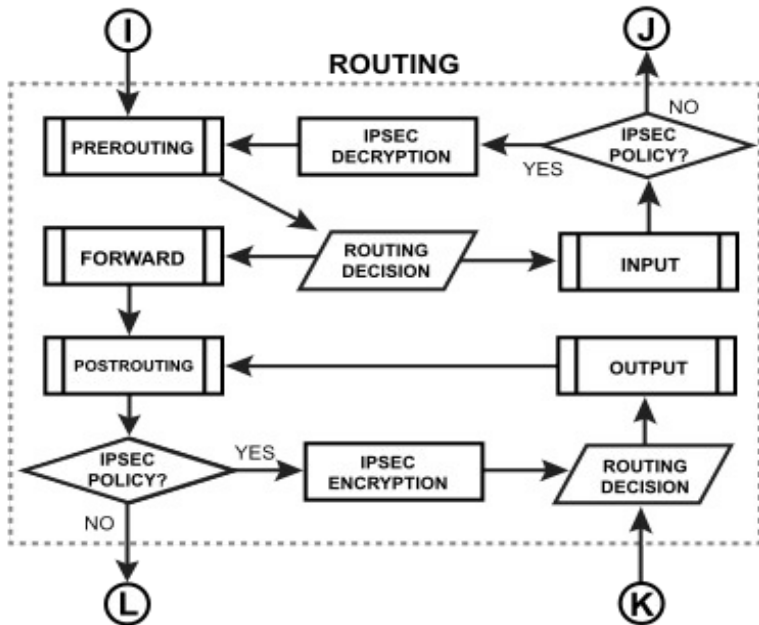 I
J
ROUTING
NO
PREROUTING
IPSEC
DECRYPTION
IPSEC
POLICY?
YES
FORWARD
ROUTING
DECISION
INPUT
POSTROUTING
OUTPUT
IPSEC
POLICY?
YES
IPSEC
ENCRYPTION
ROUTING
DECISION
NO
L
K